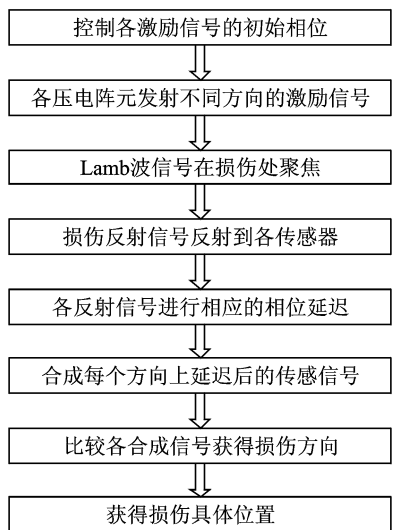 控制各激励信号的初始相位
各压电阵元发射不同方向的激励信号
Lamb波信号在损伤处聚焦
损伤反射信号反射到各传感器
各反射信号进行相应的相位延迟
合成每个方向上延迟后的传感信号
比较各合成信号获得损伤方向
获得损伤具体位置